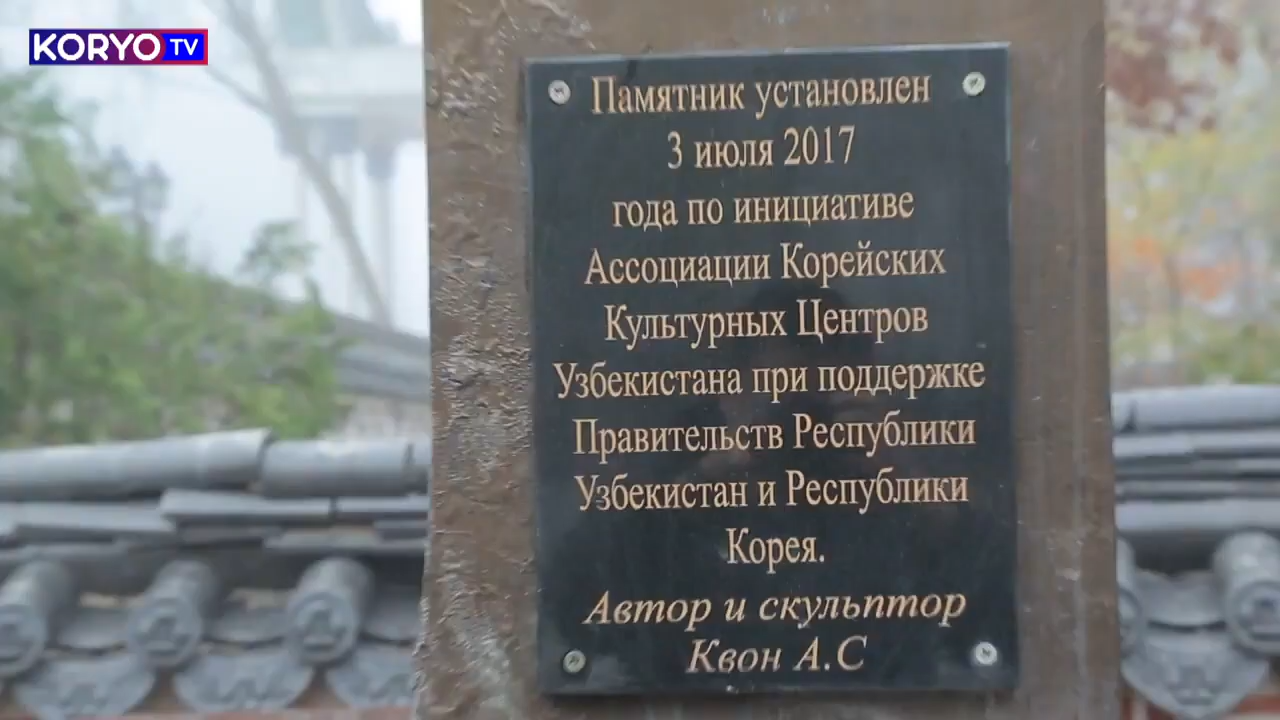 KORYO TV
Памятник установлен
3 июля 2017
года по инициативе
Ассоциации Корейских
Культурных Центров
Узбекистана при поддержке
Правительств Республики
Узбекистан и Республики
Корея.
Автор и скульптор
Квон А.С